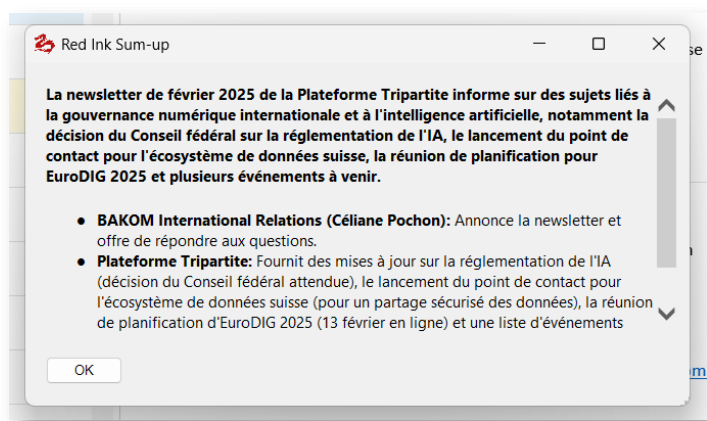 Red Ink Sum-up
se
La newsletter de février 2025 de la Plateforme Tripartite informe sur des sujets liés à
la gouvernance numérique internationale et à l'intelligence artificielle, notamment la
décision du Conseil fédéral sur la réglementation de l'IA, le lancement du point de
contact pour l'écosystème de données suisse, la réunion de planification pour
EuroDIG 2025 et plusieurs événements à venir.
● BAKOM International Relations (Céliane Pochon): Annonce la newsletter et
offre de répondre aux questions.
● Plateforme Tripartite: Fournit des mises à jour sur la réglementation de l'IA
(décision du Conseil fédéral attendue), le lancement du point de contact pour
l'écosystème de données suisse (pour un partage sécurisé des données), la réunion
de planification d'EuroDIG 2025 (13 février en ligne) et une liste d'événements
OK
om